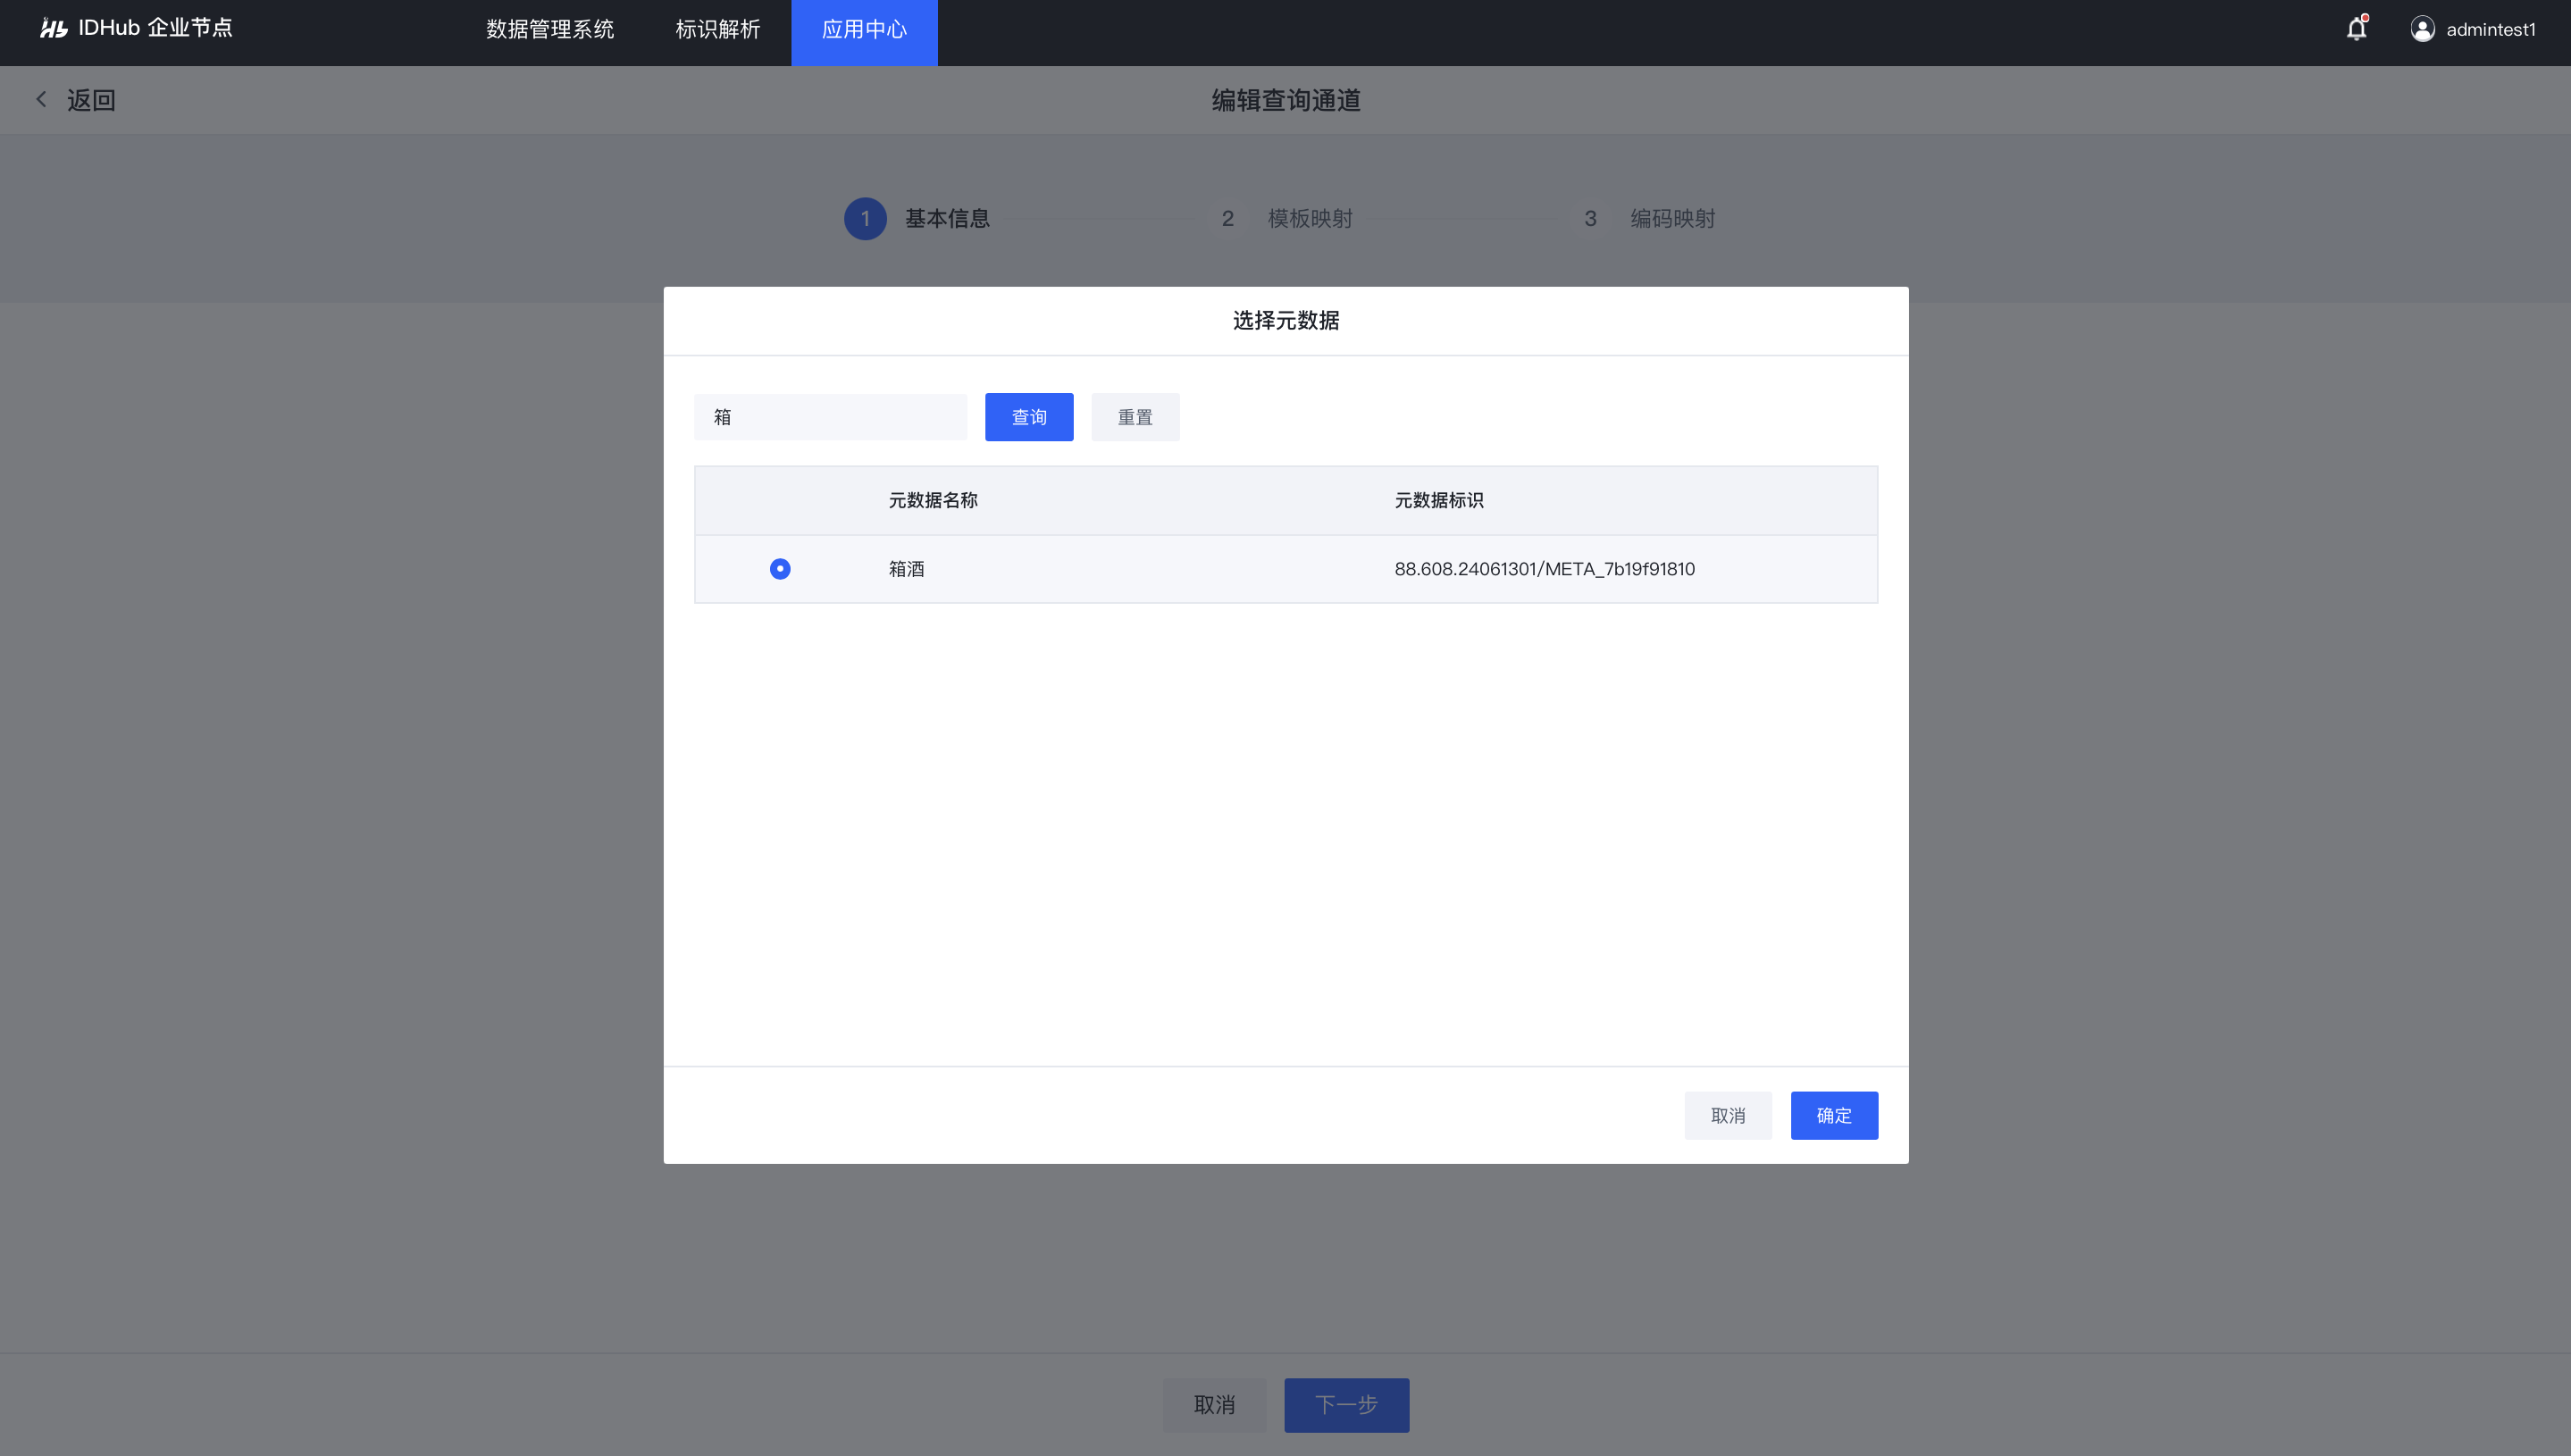 IDHub 企业节点
数据管理系统
标识解析
应用中心
admintest1
返回
编辑查询通道
1 基本信息
2 模板映射
3 编码映射
选择元数据
箱
查询
重置
元数据名称
元数据标识
箱酒
88.608.24061301/META_7b19f91810
取消
确定
取消
下一步